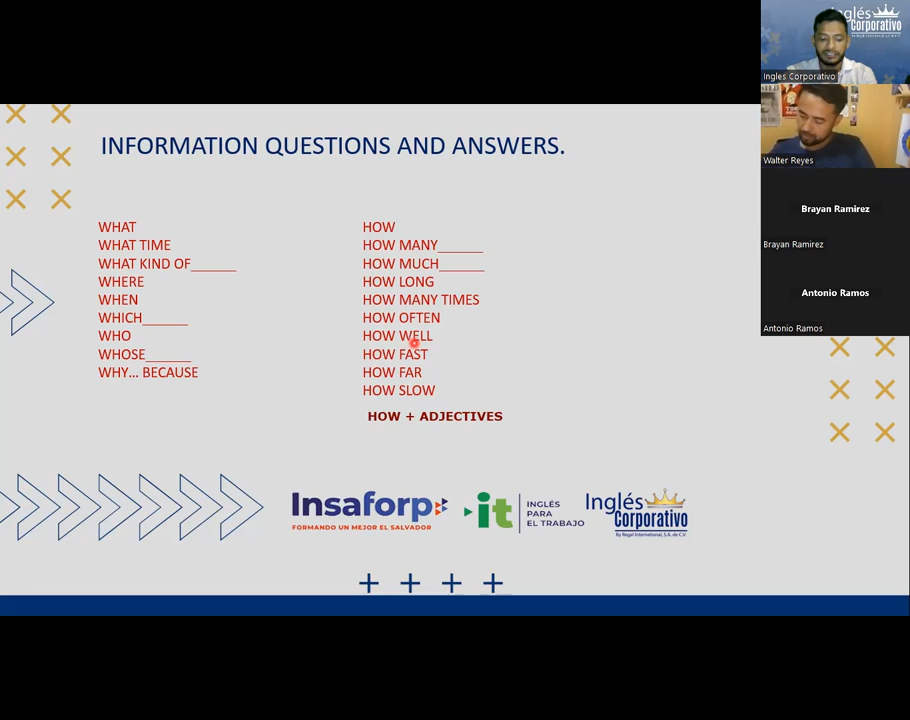 INFORMATION QUESTIONS AND ANSWERS.
WHAT
WHAT TIME
WHAT KIND OF______
WHERE
WHEN
WHICH______
WHO
WHOSE______
WHY... BECAUSE
HOW
HOW MANY______
HOW MUCH______
HOW LONG
HOW MANY TIMES
HOW OFTEN
HOW WELL
HOW FAST
HOW FAR
HOW SLOW
HOW + ADJECTIVES
Insaforp
FORMANDO UN MEJOR EL SALVADOR
it
INGLÉS
PARA
EL TRABAJO
Inglés
Corporativo
By Regal International, S.A. de C.V.
Inglés
Corporativo
Ingles Corporativo
Walter Reyes
Brayan Ramirez
Brayan Ramirez
Antonio Ramos
Antonio Ramos